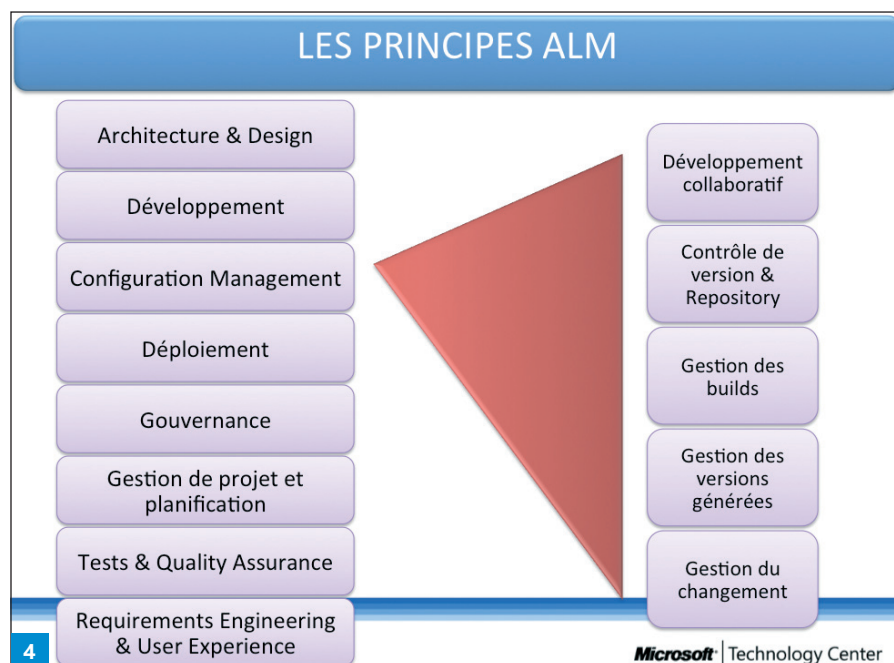 LES PRINCIPES ALM
Architecture & Design
Développement
Configuration Management
Déploiement
Gouvernance
Gestion de projet et
planification
Tests & Quality Assurance
Requirements Engineering
& User Experience
Développement
collaboratif
Contrôle de
version &
Repository
Gestion des
builds
Gestion des
versions
générées
Gestion du
changement
4
Microsoft | Technology Center